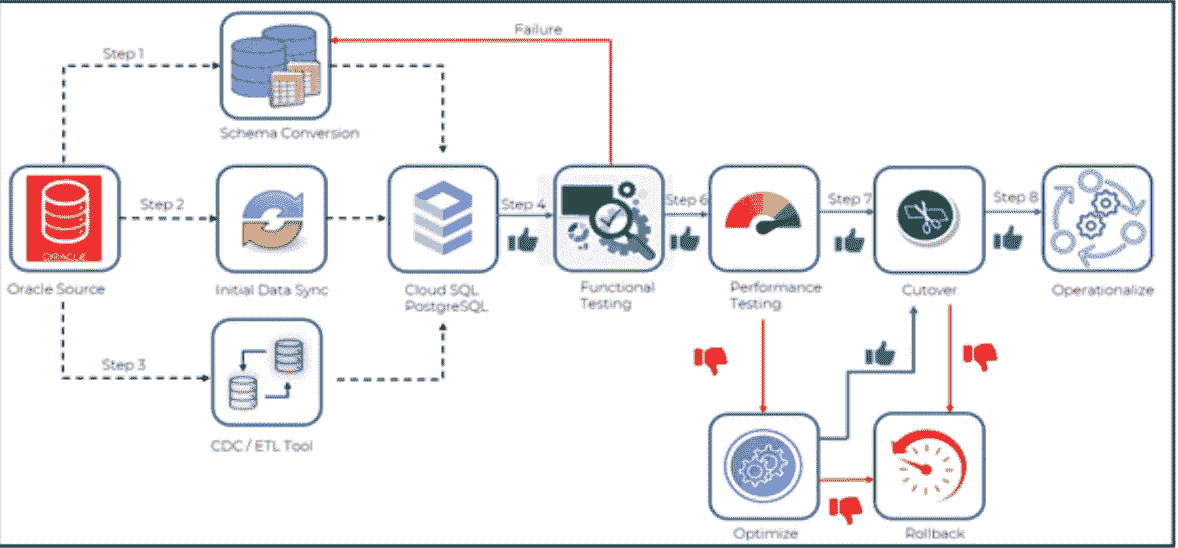 Failure
Step 1
Schema Conversion
Step 2
Step 4
Step 6
Step 7
Step 8
ORACLE
Oracle Source
Initial Data Sync
Cloud SQL
PostgreSQL
Functional
Testing
Performance
Testing
Cutover
Operationalize
Step 3
CDC / ETL Tool
Optimize
Rollback